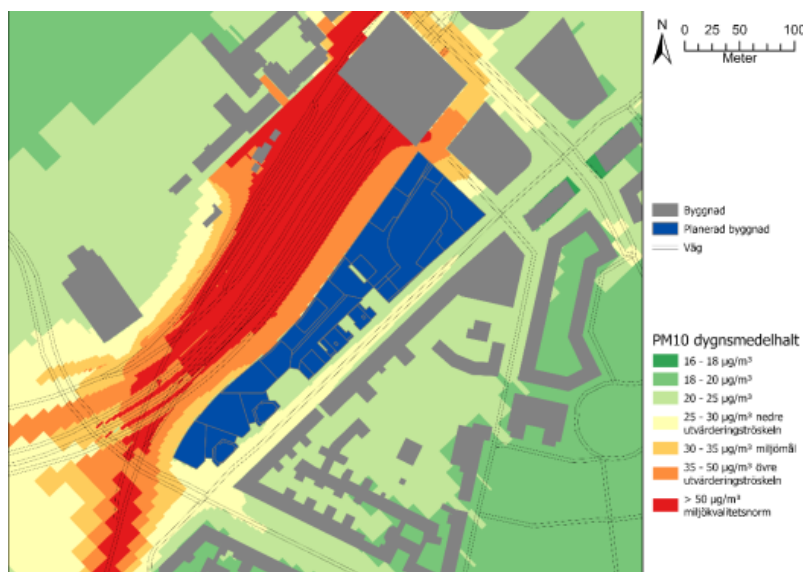 N
0 25 50 100
Meter
Byggnad
Planerad byggnad
Väg
PM10 dygnsmedelhalt
16 - 18 µg/m³
18 - 20 µg/m³
20 - 25 µg/m³
25 - 30 µg/m³ nedre
utvärderingströskeln
30 - 35 µg/m³ miljömål
35 - 50 µg/m³ övre
utvärderingströskeln
> 50 µg/m³
miljökvalitetsnorm